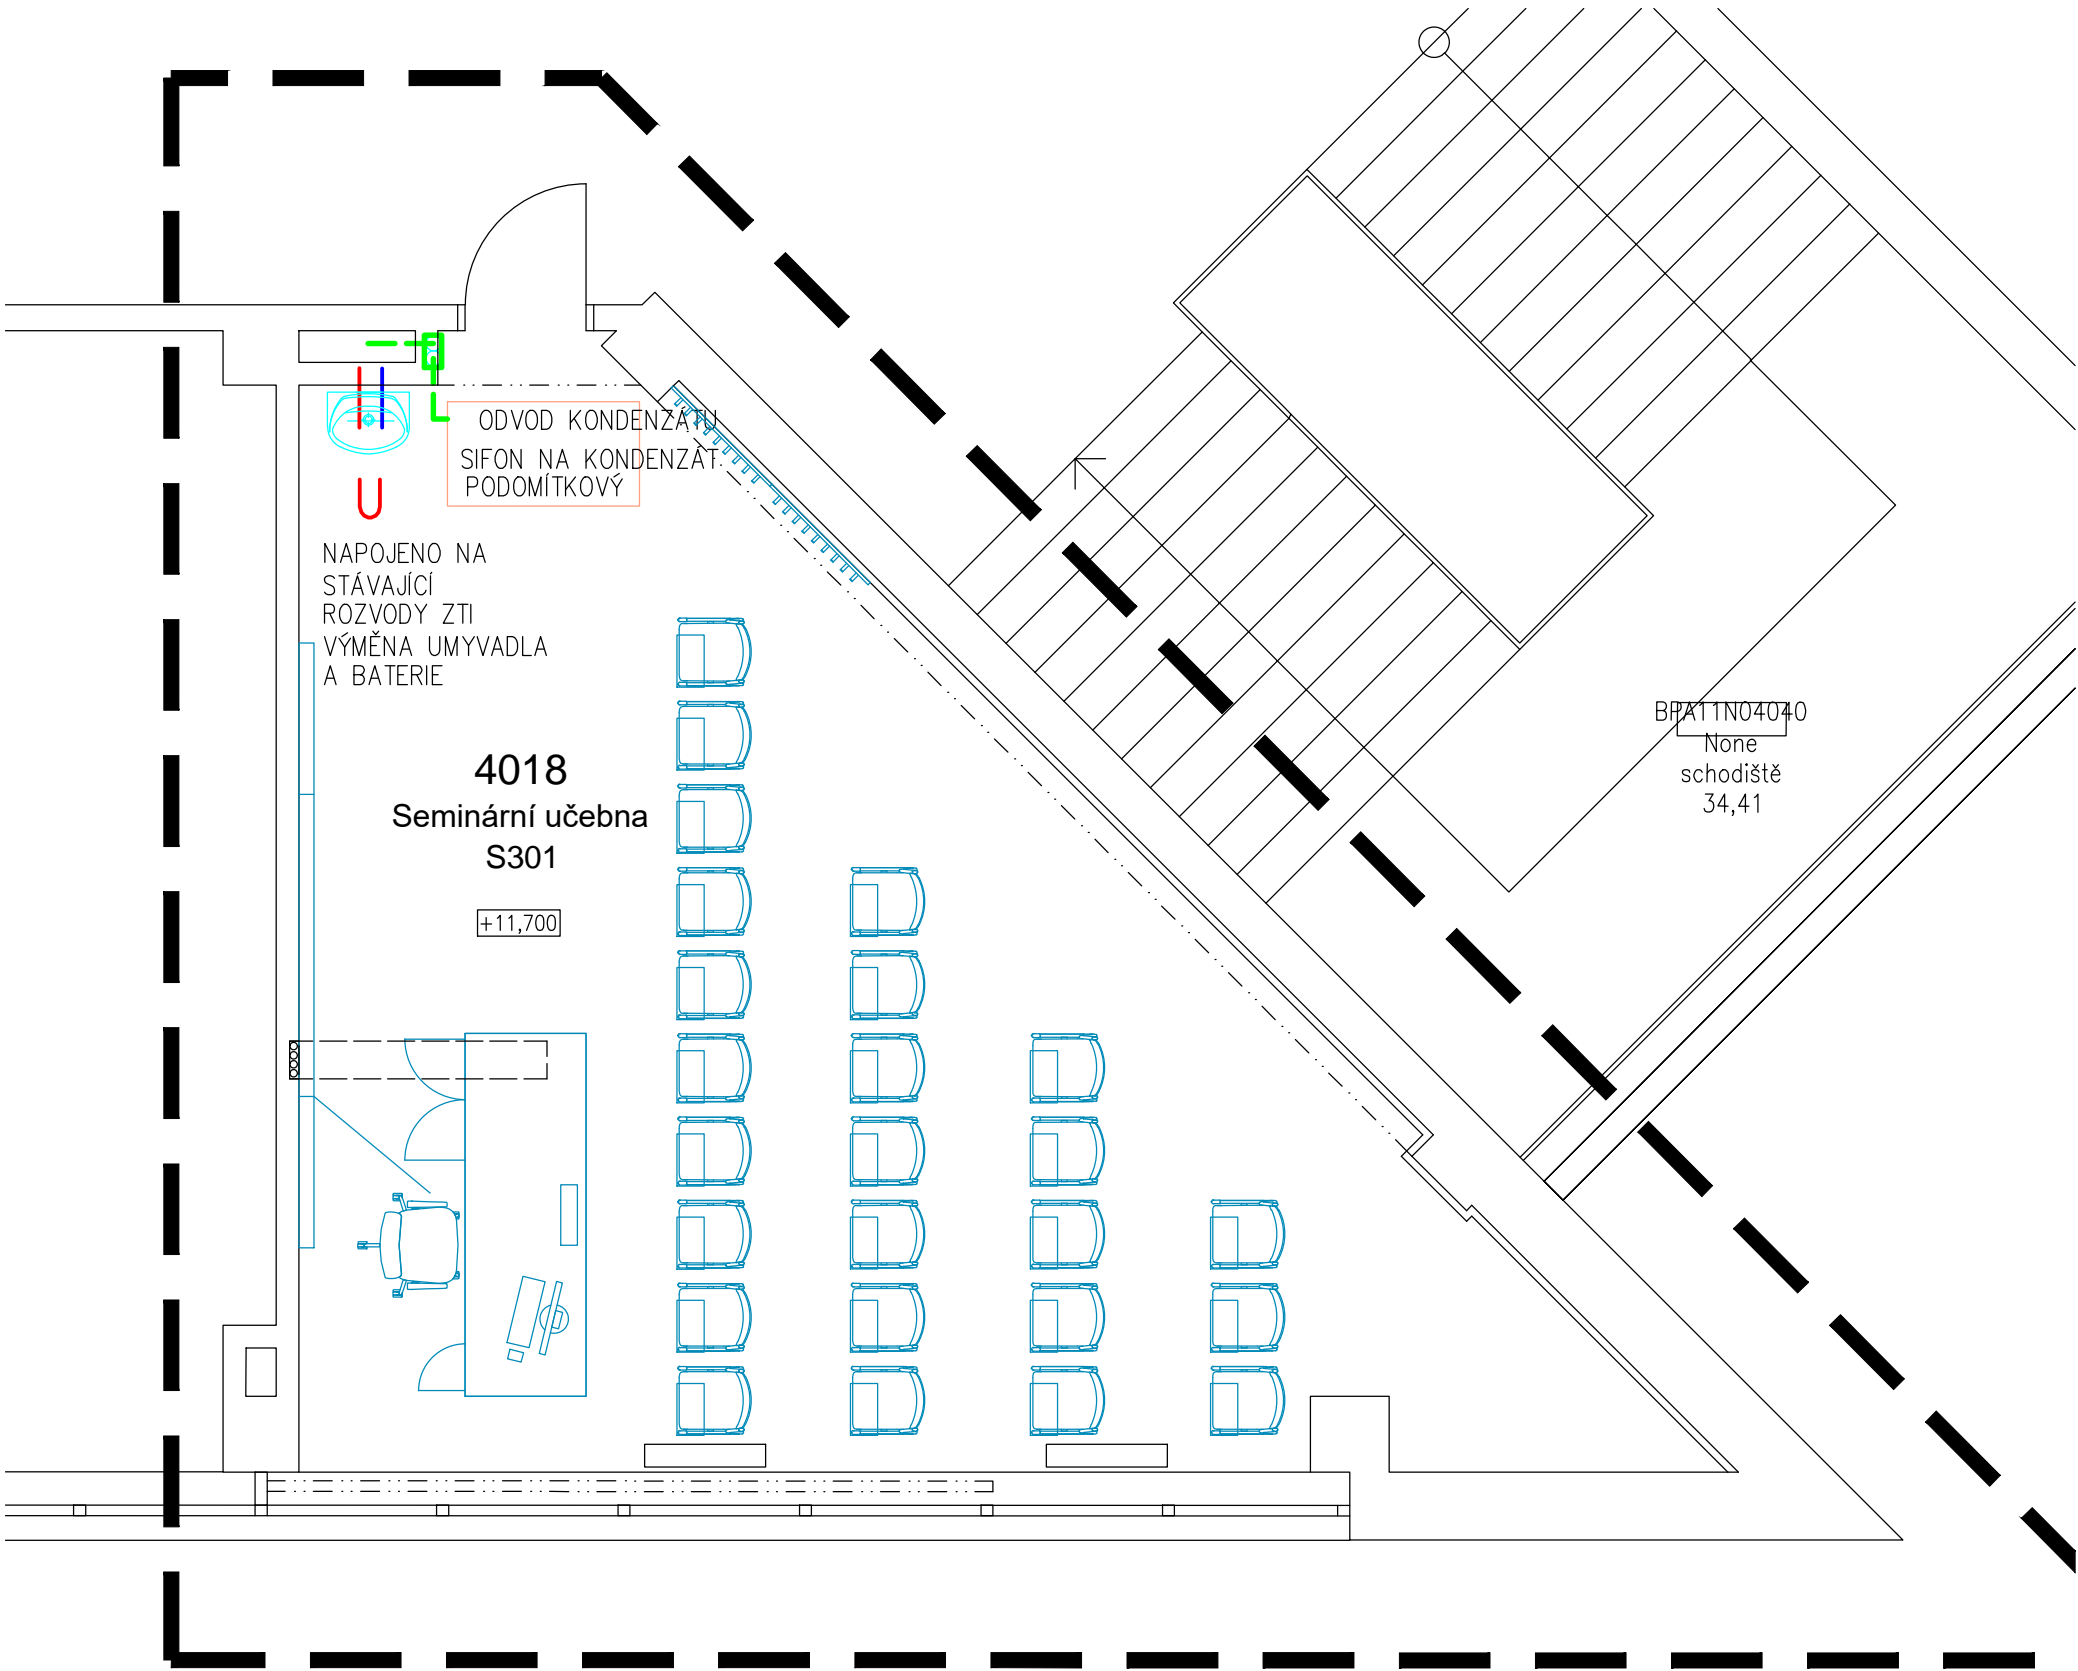 ODVOD KONDENZÁTU
SIFON NA KONDENZÁT
PODOMÍTKOVÝ
NAPOJENO NA
STÁVAJÍCÍ
ROZVODY ZTI
VÝMĚNA UMYVADLA
A BATERIE
4018
Seminární učebna
S301
+11,700
BPA11N04040
None
schodiště
34,41